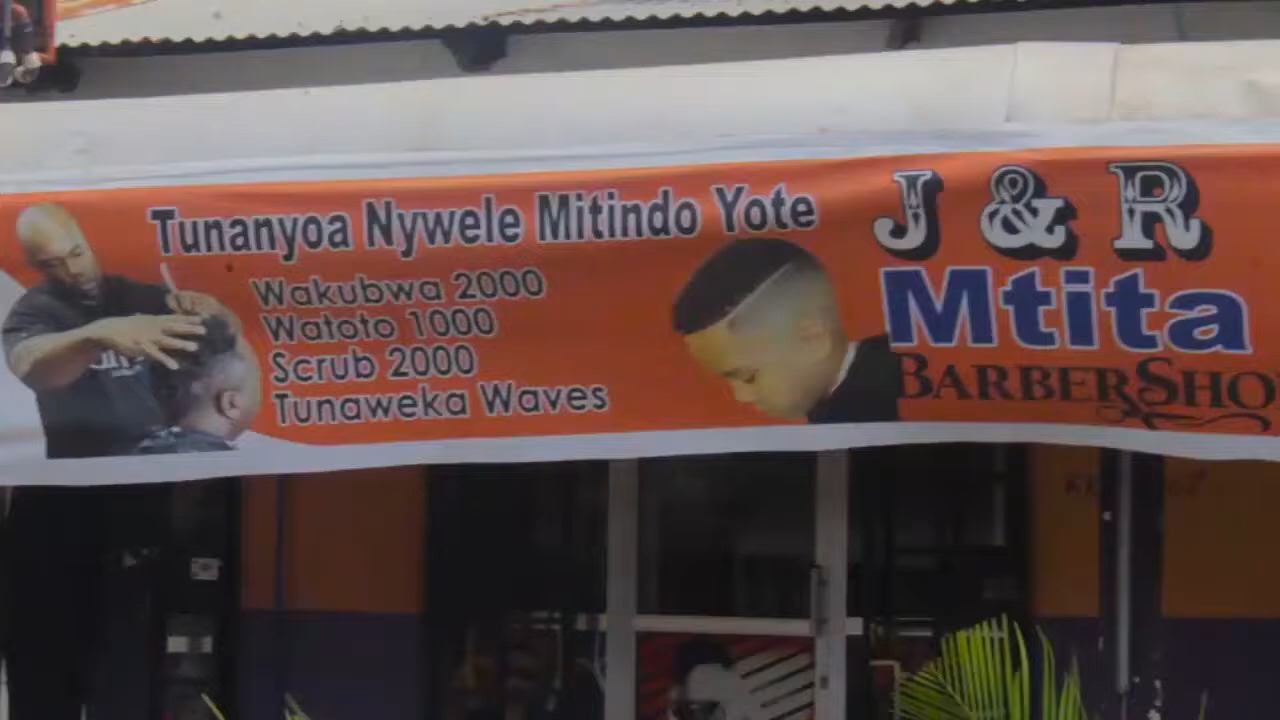 Tunanyoa Nywele Mitindo Yote
Wakubwa 2000
Watoto 1000
Scrub 2000
Tunaweka Waves
J & R
Mtita
BARBERSHO